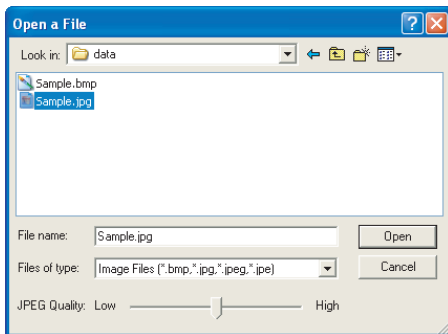 Open a File
Look in: data
Sample.bmp
Sample.jpg
File name: Sample.jpg Open
Files of type: Image Files (*.bmp,*.jpg,*.jpeg,*.jpe) Cancel
JPEG Quality: Low High